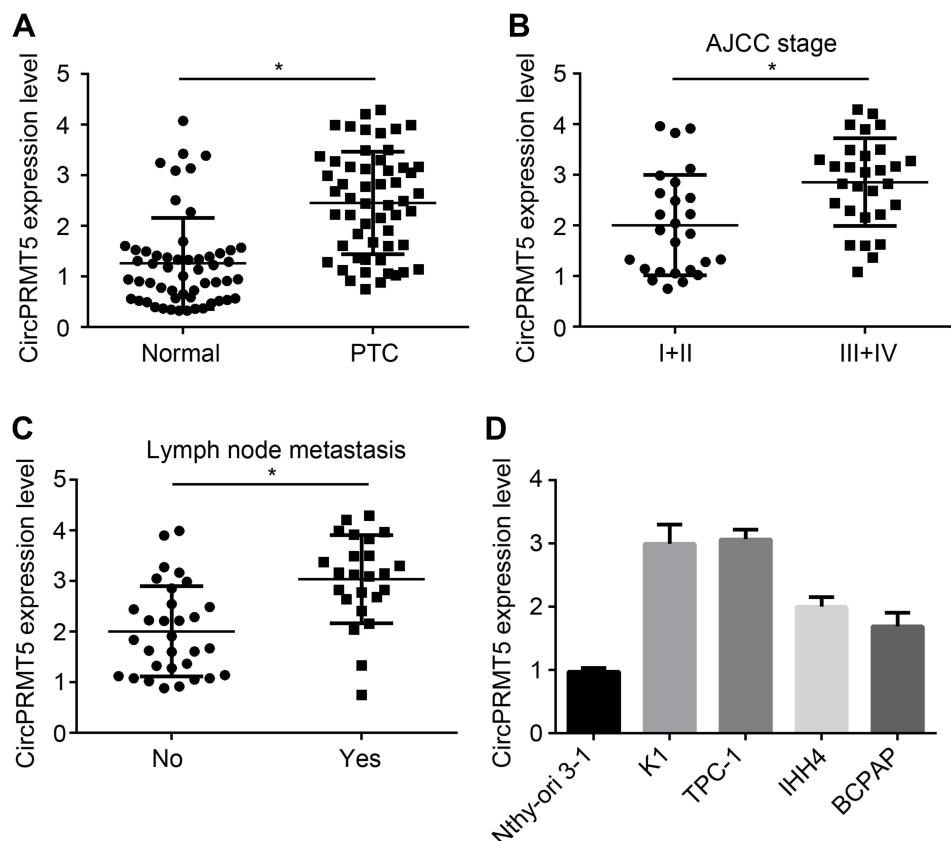 A
CircPRMT5 expression level
5
4
3
2
1
0
*
Normal
PTC
B
AJCC stage
CircPRMT5 expression level
5
4
3
2
1
0
*
I+II
III+IV
C
Lymph node metastasis
CircPRMT5 expression level
5
4
3
2
1
0
*
No
Yes
D
CircPRMT5 expression level
4
3
2
1
0
Nthy-ori 3-1
K1
TPC-1
IHH4
BCPAP